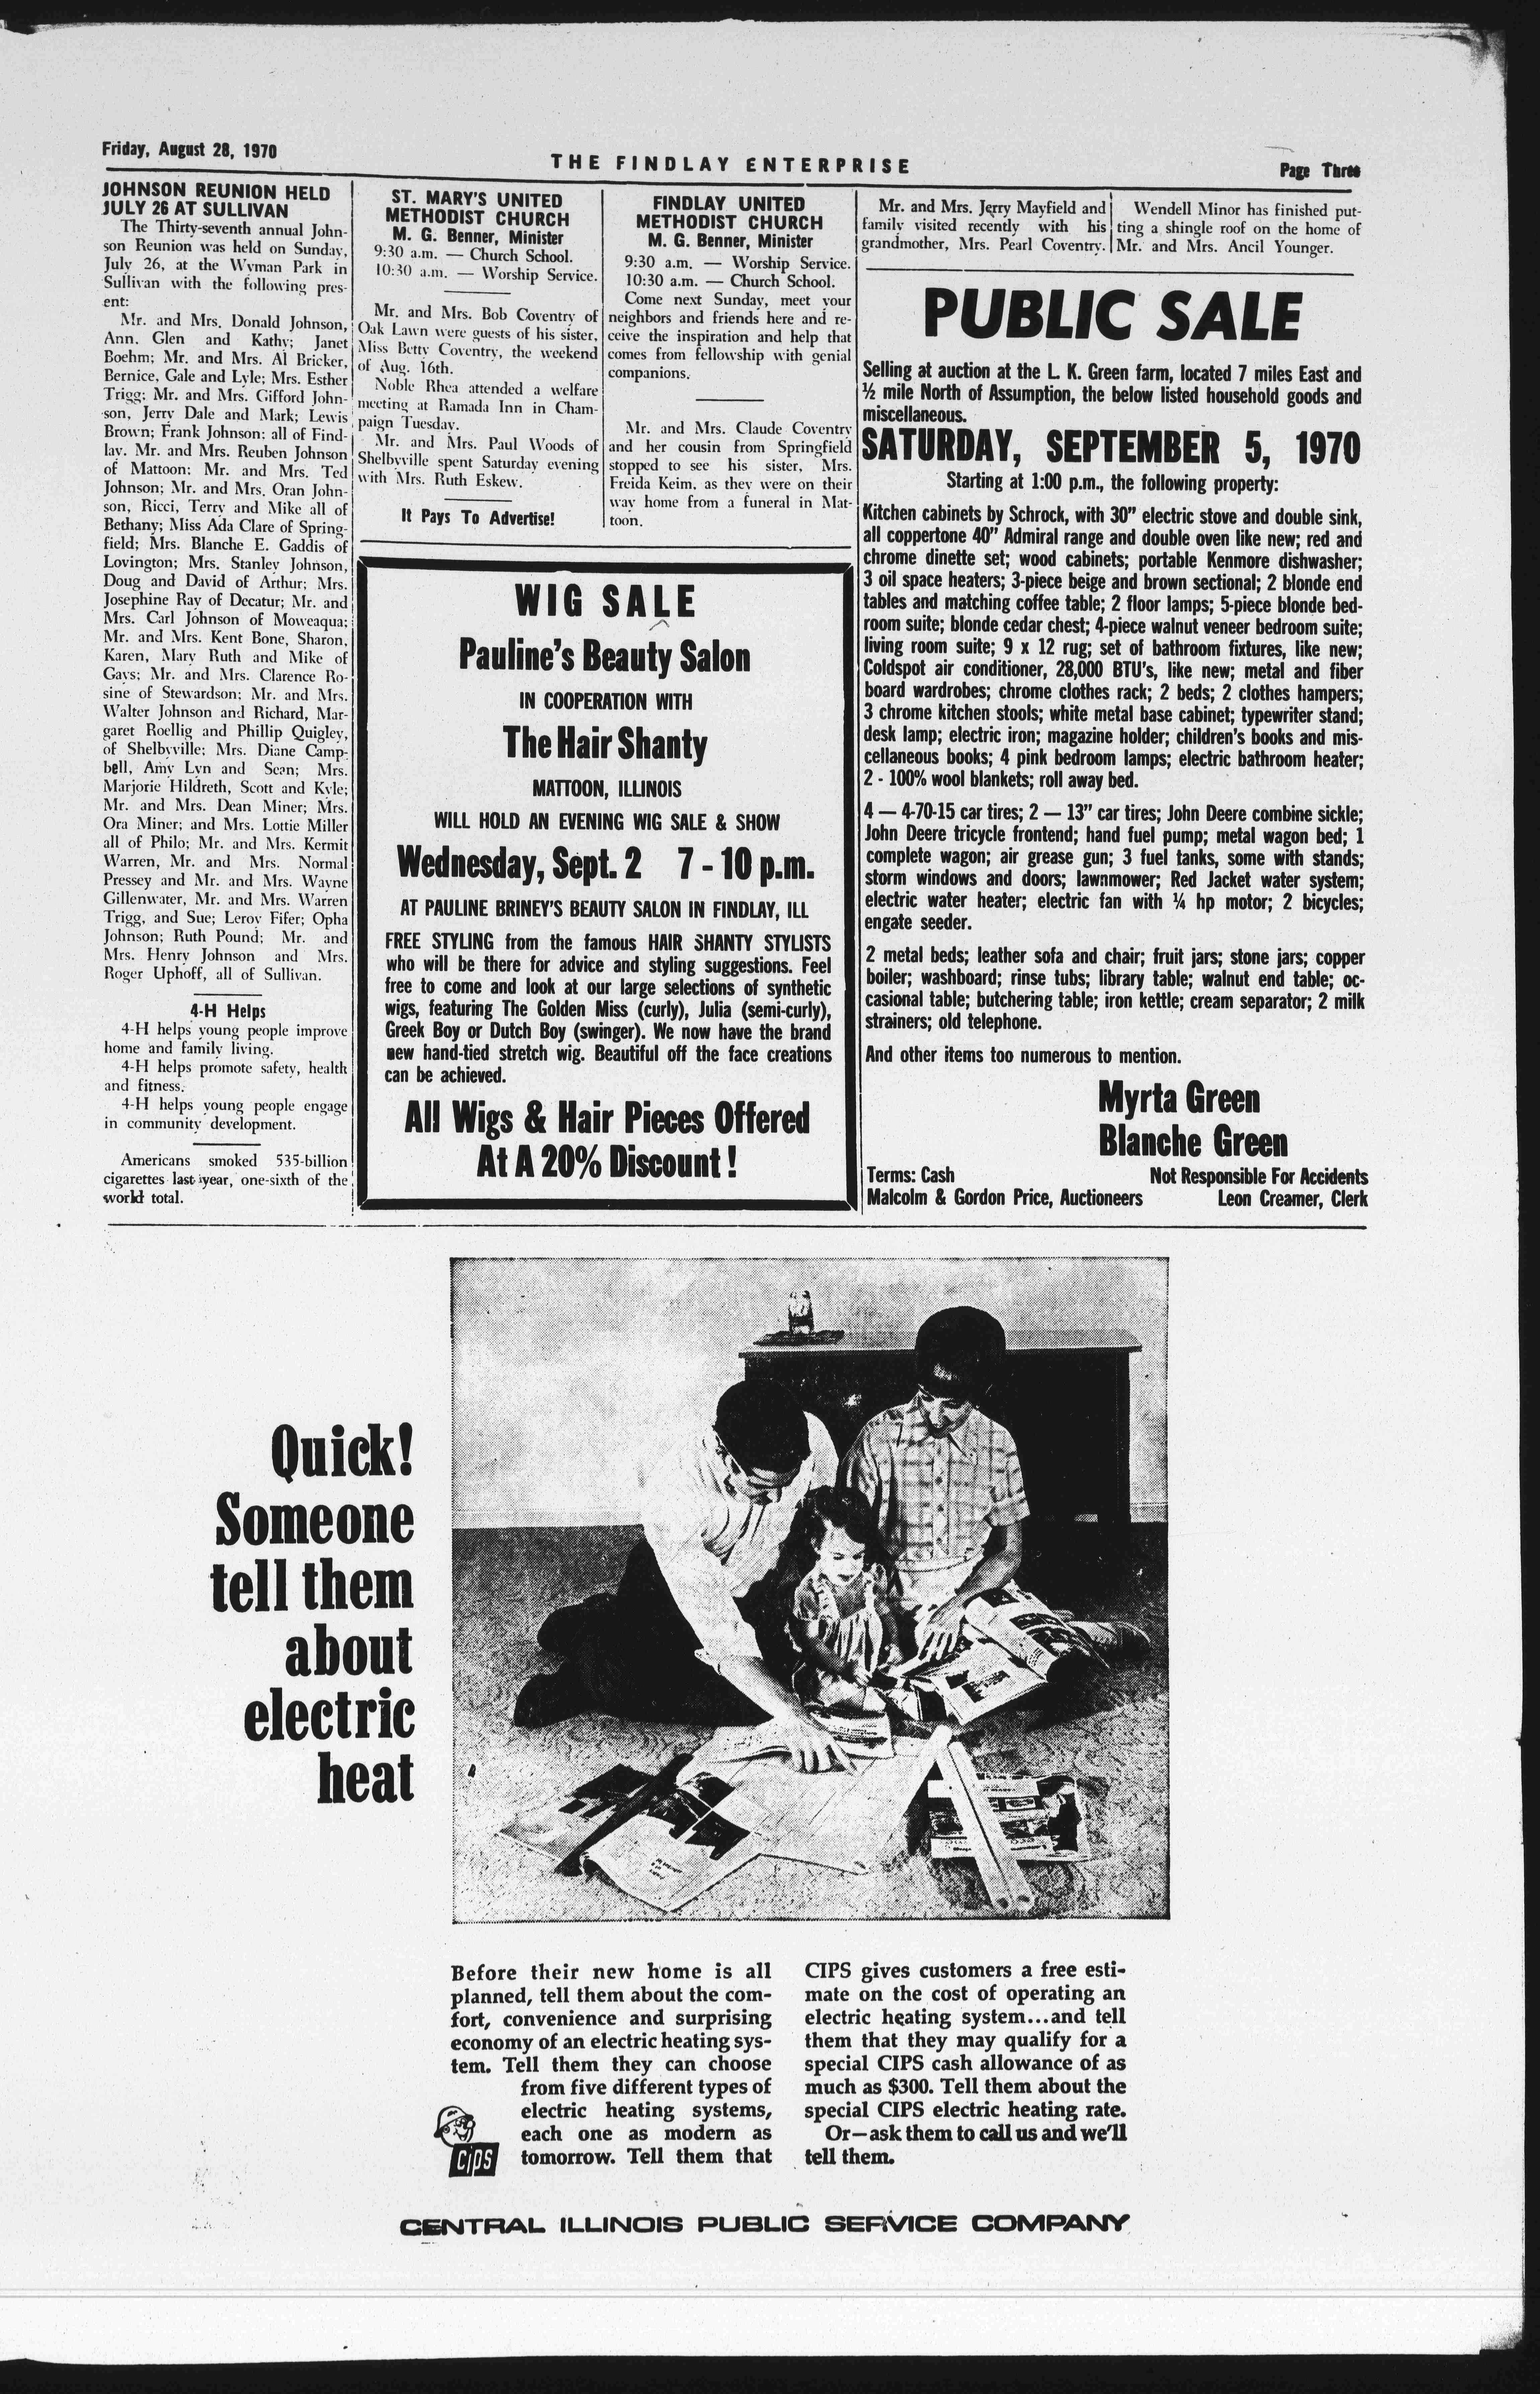 Friday, August 28, 1970
THE FINDLAY ENTERPRISE
Page Three
JOHNSON REUNION HELD
JULY 26 AT SULLIVAN
The Thirty-seventh annual John-
son Reunion was held on Sunday,
July 26, at the Wyman Park in
Sullivan with the following pres-
ent:
Mr. and Mrs. Donald Johnson,
Ann, Glen and Kathy; Janet
Boehm; Mr. and Mrs. Al Bricker,
Bernice, Gale and Lyle; Mrs. Esther
Trigg; Mr. and Mrs. Gifford John-
son, Jerry Dale and Mark; Lewis
Brown; Frank Johnson; all of Find-
lay. Mr. and Mrs. Reuben Johnson
of Mattoon; Mr. and Mrs. Ted
Johnson; Mr. and Mrs. Oran John-
son, Ricci, Terry and Mike all of
Bethany; Miss Ada Clare of Spring-
field; Mrs. Blanche E. Gaddis of
Lovington; Mrs. Stanley Johnson,
Doug and David of Arthur; Mrs.
Josephine Ray of Decatur; Mr. and
Mrs. Carl Johnson of Moweaqua;
Mr. and Mrs. Kent Bone, Sharon,
Karen, Mary Ruth and Mike of
Gays; Mr. and Mrs. Clarence Ro-
sine of Stewardson; Mr. and Mrs.
Walter Johnson and Richard, Mar-
garet Roellig and Phillip Quigley,
of Shelbyville; Mrs. Diane Camp-
bell, Amy Lyn and Sean; Mrs.
Marjorie Hildreth, Scott and Kyle;
Mr. and Mrs. Dean Miner; Mrs.
Ora Miner; and Mrs. Lottie Miller
all of Philo; Mr. and Mrs. Kermit
Warren, Mr. and Mrs. Normal
Pressey and Mr. and Mrs. Wayne
Gillenwater, Mr. and Mrs. Warren
Trigg, and Sue; Leroy Fifer; Opha
Johnson; Ruth Pound; Mr. and
Mrs. Henry Johnson and Mrs.
Roger Uphoff, all of Sullivan.
4-H Helps
4-H helps young people improve
home and family living.
4-H helps promote safety, health
and fitness.
4-H helps young people engage
in community development.
Americans smoked 535-billion
cigarettes last year, one-sixth of the
world total.
ST. MARY'S UNITED
METHODIST CHURCH
M. G. Benner, Minister
9:30 a.m. — Church School.
10:30 a.m. — Worship Service.
Mr. and Mrs. Bob Coventry of
Oak Lawn were guests of his sister,
Miss Betty Coventry, the weekend
of Aug. 16th.
Noble Rhea attended a welfare
meeting at Ramada Inn in Cham-
paign Tuesday.
Mr. and Mrs. Paul Woods of
Shelbyville spent Saturday evening
with Mrs. Ruth Eskew.
It Pays To Advertise!
FINDLAY UNITED
METHODIST CHURCH
M. G. Benner, Minister
9:30 a.m. — Worship Service.
10:30 a.m. — Church School.
Come next Sunday, meet your
neighbors and friends here and re-
ceive the inspiration and help that
comes from fellowship with genial
companions.
Mr. and Mrs. Claude Coventry
and her cousin from Springfield
stopped to see his sister, Mrs.
Freida Keim, as they were on their
way home from a funeral in Mat-
toon.
WIG SALE
Pauline's Beauty Salon
IN COOPERATION WITH
The Hair Shanty
MATTOON, ILLINOIS
WILL HOLD AN EVENING WIG SALE & SHOW
Wednesday, Sept. 2 7 - 10 p.m.
AT PAULINE BRINEY'S BEAUTY SALON IN FINDLAY, ILL
FREE STYLING from the famous HAIR SHANTY STYLISTS
who will be there for advice and styling suggestions. Feel
free to come and look at our large selections of synthetic
wigs, featuring The Golden Miss (curly), Julia (semi-curly),
Greek Boy or Dutch Boy (swinger). We now have the brand
new hand-tied stretch wig. Beautiful off the face creations
can be achieved.
All Wigs & Hair Pieces Offered
At A 20% Discount!
Mr. and Mrs. Jerry Mayfield and
family visited recently with his
grandmother, Mrs. Pearl Coventry.
Wendell Minor has finished put-
ting a shingle roof on the home of
Mr. and Mrs. Ancil Younger.
PUBLIC SALE
Selling at auction at the L. K. Green farm, located 7 miles East and
½ mile North of Assumption, the below listed household goods and
miscellaneous.
SATURDAY, SEPTEMBER 5, 1970
Starting at 1:00 p.m., the following property:
Kitchen cabinets by Schrock, with 30" electric stove and double sink,
all coppertone 40" Admiral range and double oven like new; red and
chrome dinette set; wood cabinets; portable Kenmore dishwasher;
3 oil space heaters; 3-piece beige and brown sectional; 2 blonde end
tables and matching coffee table; 2 floor lamps; 5-piece blonde bed-
room suite; blonde cedar chest; 4-piece walnut veneer bedroom suite;
living room suite; 9 x 12 rug; set of bathroom fixtures, like new;
Coldspot air conditioner, 28,000 BTU's, like new; metal and fiber
board wardrobes; chrome clothes rack; 2 beds; 2 clothes hampers;
3 chrome kitchen stools; white metal base cabinet; typewriter stand;
desk lamp; electric iron; magazine holder; children's books and mis-
cellaneous books; 4 pink bedroom lamps; electric bathroom heater;
2 - 100% wool blankets; roll away bed.
4 — 4-70-15 car tires; 2 — 13" car tires; John Deere combine sickle;
John Deere tricycle frontend; hand fuel pump; metal wagon bed; 1
complete wagon; air grease gun; 3 fuel tanks, some with stands;
storm windows and doors; lawnmower; Red Jacket water system;
electric water heater; electric fan with ¼ hp motor; 2 bicycles;
engate seeder.
2 metal beds; leather sofa and chair; fruit jars; stone jars; copper
boiler; washboard; rinse tubs; library table; walnut end table; oc-
casional table; butchering table; iron kettle; cream separator; 2 milk
strainers; old telephone.
And other items too numerous to mention.
Myrta Green
Blanche Green
Terms: Cash
Not Responsible For Accidents
Malcolm & Gordon Price, Auctioneers
Leon Creamer, Clerk
Quick!
Someone
tell them
about
electric
heat
Before their new home is all
planned, tell them about the com-
fort, convenience and surprising
economy of an electric heating sys-
tem. Tell them they can choose
from five different types of
electric heating systems,
each one as modern as
tomorrow. Tell them that
cips
CIPS gives customers a free esti-
mate on the cost of operating an
electric heating system...and tell
them that they may qualify for a
special CIPS cash allowance of as
much as $300. Tell them about the
special CIPS electric heating rate.
Or—ask them to call us and we'll
tell them.
CENTRAL ILLINOIS PUBLIC SERVICE COMPANY